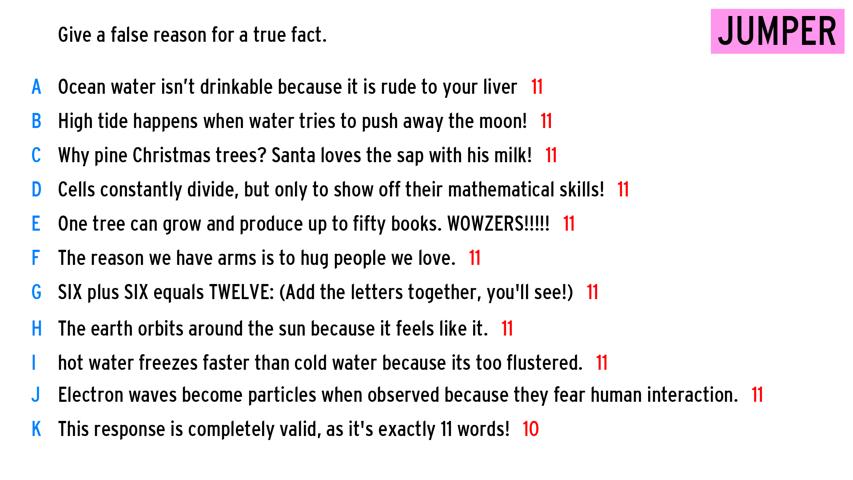 Give a false reason for a true fact.
JUMPER
A Ocean water isn't drinkable because it is rude to your liver 11
B High tide happens when water tries to push away the moon! 11
C Why pine Christmas trees? Santa loves the sap with his milk! 11
D Cells constantly divide, but only to show off their mathematical skills! 11
E One tree can grow and produce up to fifty books. WOWZERS!!!!! 11
F The reason we have arms is to hug people we love. 11
G SIX plus SIX equals TWELVE: (Add the letters together, you'll see!) 11
H The earth orbits around the sun because it feels like it. 11
I hot water freezes faster than cold water because its too flustered. 11
J Electron waves become particles when observed because they fear human interaction. 11
K This response is completely valid, as it's exactly 11 words! 10